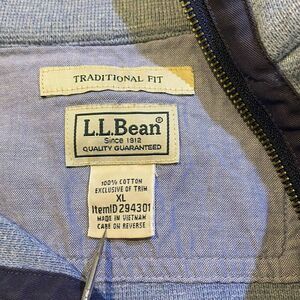 TRADITIONAL FIT
L.L.Bean®
Since 1912
QUALITY GUARANTEED
100% COTTON
EXCLUSIVE OF TRIM
XL
ItemID 294301
MADE IN VIETNAM
CARE ON REVERSE